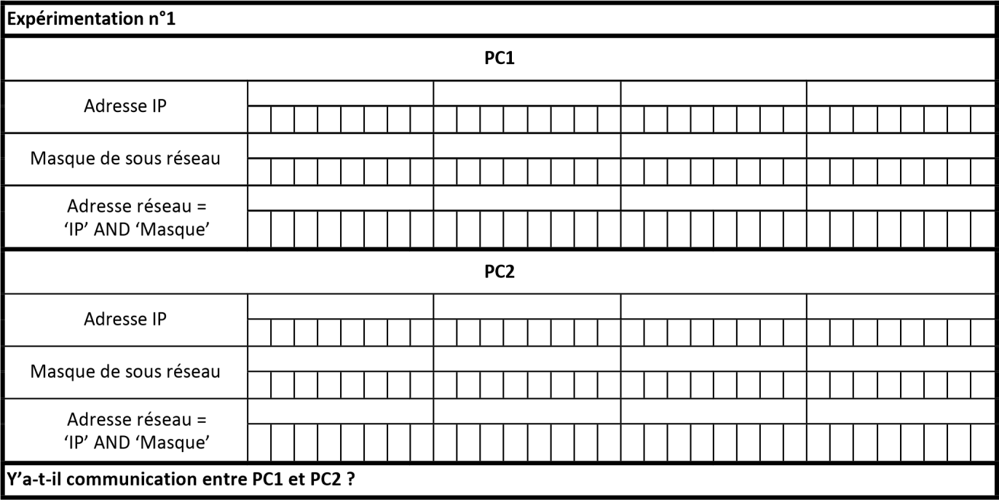 Expérimentation n°1
PC1
Adresse IP
Masque de sous réseau
Adresse réseau =
‘IP’ AND ‘Masque’
PC2
Adresse IP
Masque de sous réseau
Adresse réseau =
‘IP’ AND ‘Masque’
Y’a-t-il communication entre PC1 et PC2 ?